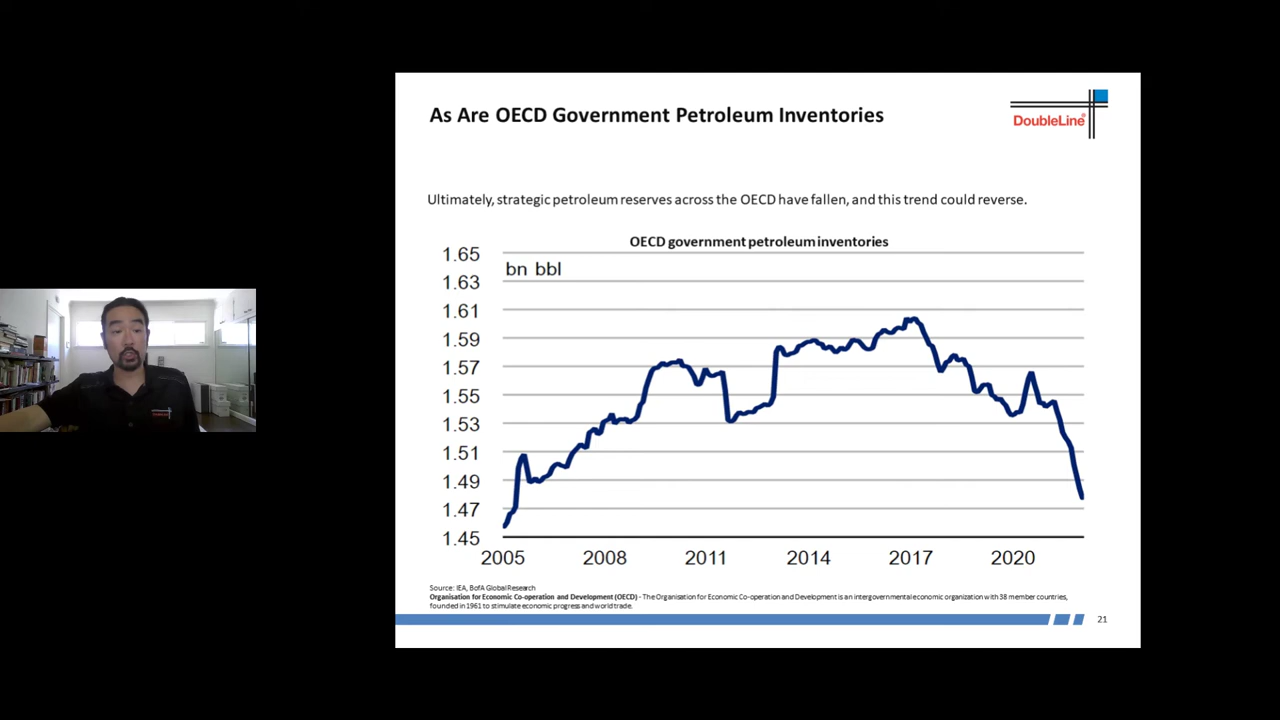 As Are OECD Government Petroleum Inventories
DoubleLine®
Ultimately, strategic petroleum reserves across the OECD have fallen, and this trend could reverse.
OECD government petroleum inventories
bn bbl
1.65
1.63
1.61
1.59
1.57
1.55
1.53
1.51
1.49
1.47
1.45
2005 2008 2011 2014 2017 2020
Source: IEA, BofA Global Research
Organisation for Economic Co-operation and Development (OECD) - The Organisation for Economic Co-operation and Development is an intergovernmental economic organization with 38 member countries,
founded in 1961 to stimulate economic progress and world trade.
21